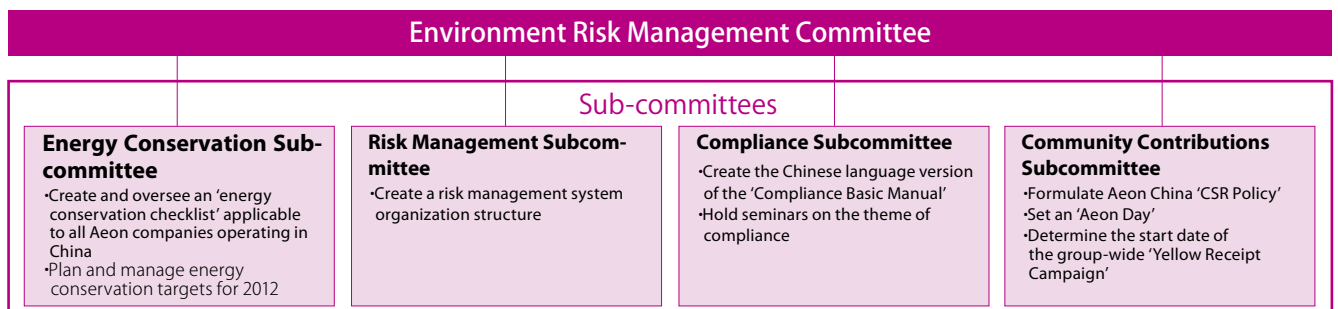 Environment Risk Management Committee
Sub-committees
Energy Conservation Sub-
committee
・Create and oversee an ‘energy
conservation checklist’ applicable
to all Aeon companies operating in
China
・Plan and manage energy
conservation targets for 2012
Risk Management Subcom-
mittee
・Create a risk management system
organization structure
Compliance Subcommittee
・Create the Chinese language version
of the ‘Compliance Basic Manual’
・Hold seminars on the theme of
compliance
Community Contributions
Subcommittee
・Formulate Aeon China ‘CSR Policy’
・Set an ‘Aeon Day’
・Determine the start date of
the group-wide ‘Yellow Receipt
Campaign’